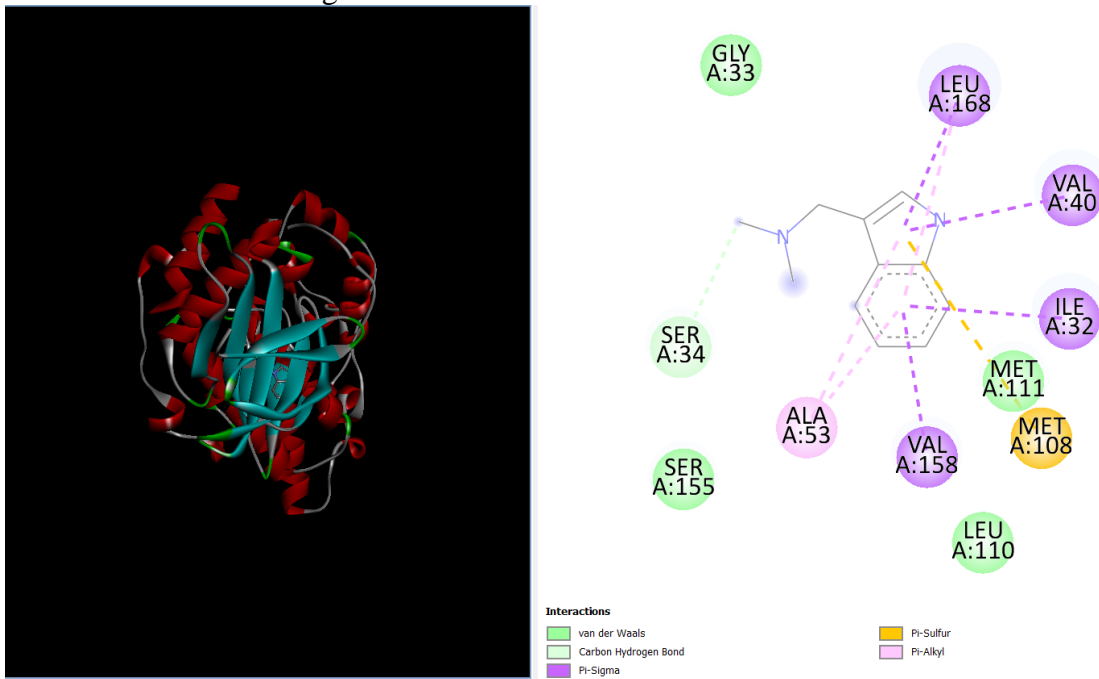 GLY
A:33
LEU
A:168
VAL
A:40
N
N
ILE
A:32
SER
A:34
MET
A:111
ALA
A:53
MET
A:108
VAL
A:158
SER
A:155
LEU
A:110
Interactions
van der Waals
Carbon Hydrogen Bond
Pi-Sigma
Pi-Sulfur
Pi-Alkyl